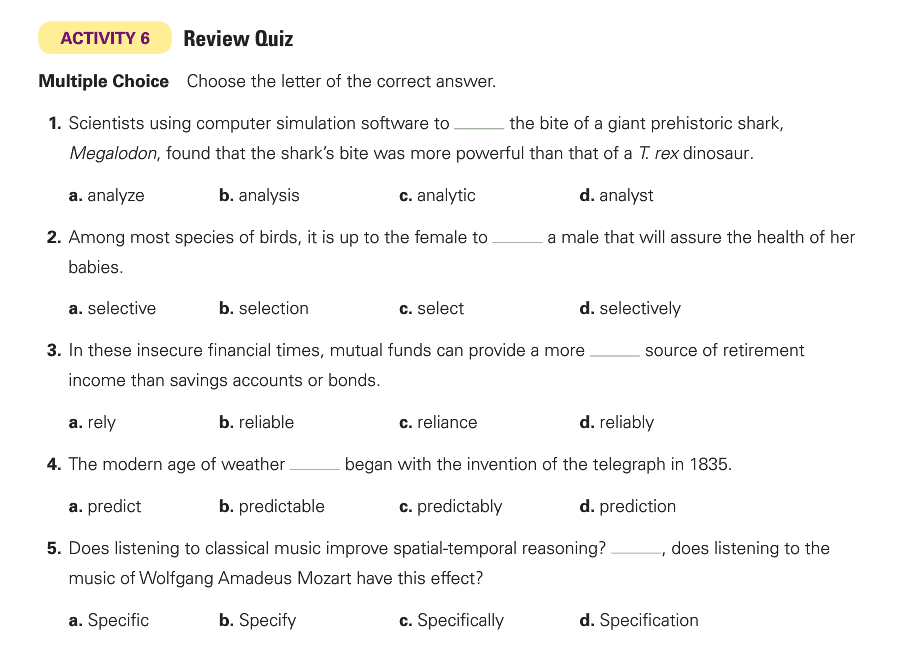 ACTIVITY 6 Review Quiz
Multiple Choice Choose the letter of the correct answer.
1. Scientists using computer simulation software to _____ the bite of a giant prehistoric shark,
Megalodon, found that the shark's bite was more powerful than that of a T. rex dinosaur.
a. analyze b. analysis c. analytic d. analyst
2. Among most species of birds, it is up to the female to _____ a male that will assure the health of her
babies.
a. selective b. selection c. select d. selectively
3. In these insecure financial times, mutual funds can provide a more _____ source of retirement
income than savings accounts or bonds.
a. rely b. reliable c. reliance d. reliably
4. The modern age of weather _____ began with the invention of the telegraph in 1835.
a. predict b. predictable c. predictably d. prediction
5. Does listening to classical music improve spatial-temporal reasoning? _____, does listening to the
music of Wolfgang Amadeus Mozart have this effect?
a. Specific b. Specify c. Specifically d. Specification